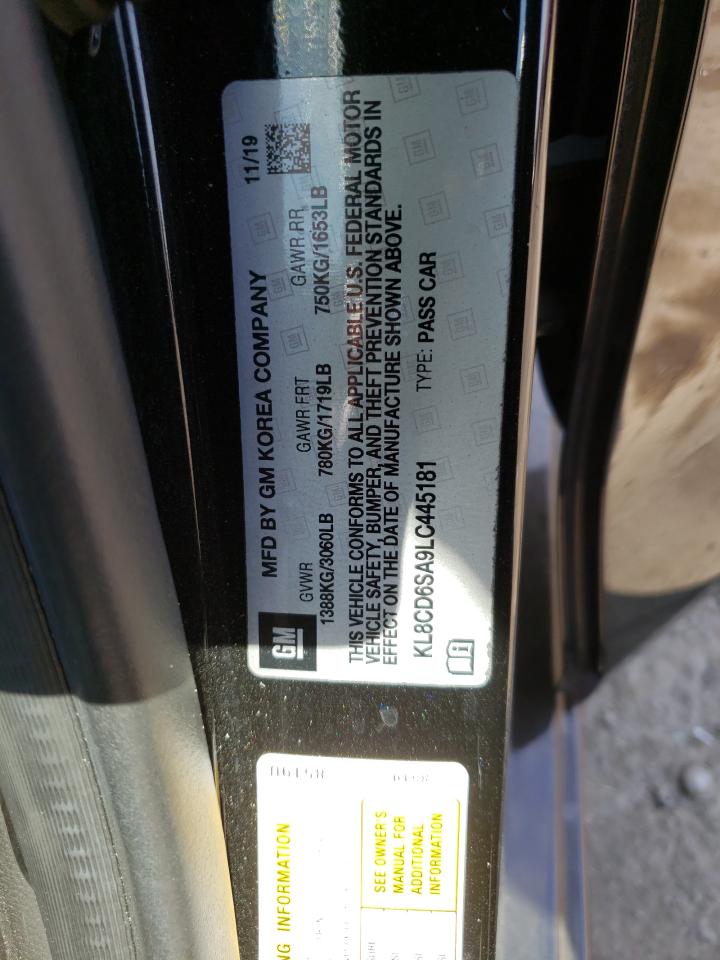 MFD BY GM KOREA COMPANY 11/19
GVWR GAWR FRT GAWR RR
1388KG/3060LB 780KG/1719LB 750KG/1653LB
THIS VEHICLE CONFORMS TO ALL APPLICABLE U.S. FEDERAL MOTOR
VEHICLE SAFETY, BUMPER, AND THEFT PREVENTION STANDARDS IN
EFFECT ON THE DATE OF MANUFACTURE SHOWN ABOVE.
KL8CD6SA9LC445181 TYPE: PASS CAR
GM
NG INFORMATION
SEE OWNER'S
MANUAL FOR
ADDITIONAL
INFORMATION